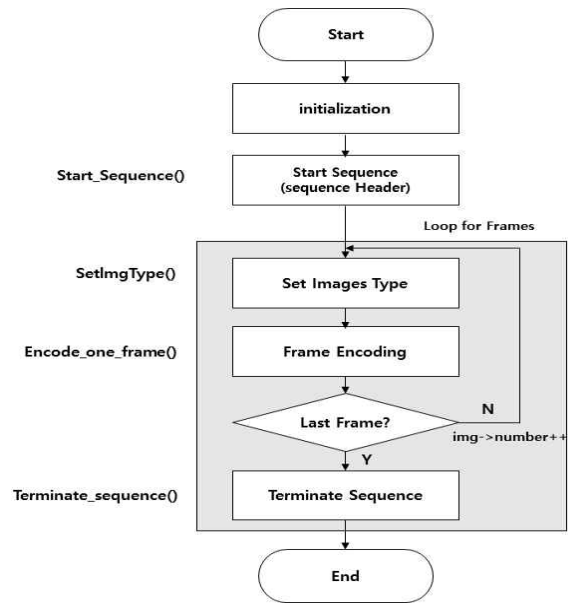 Start
initialization
Start_Sequence()
Start Sequence
(sequence Header)
Loop for Frames
SetImgType()
Set Images Type
Encode_one_frame()
Frame Encoding
Last Frame?
N
img->number++
Y
Terminate_sequence()
Terminate Sequence
End